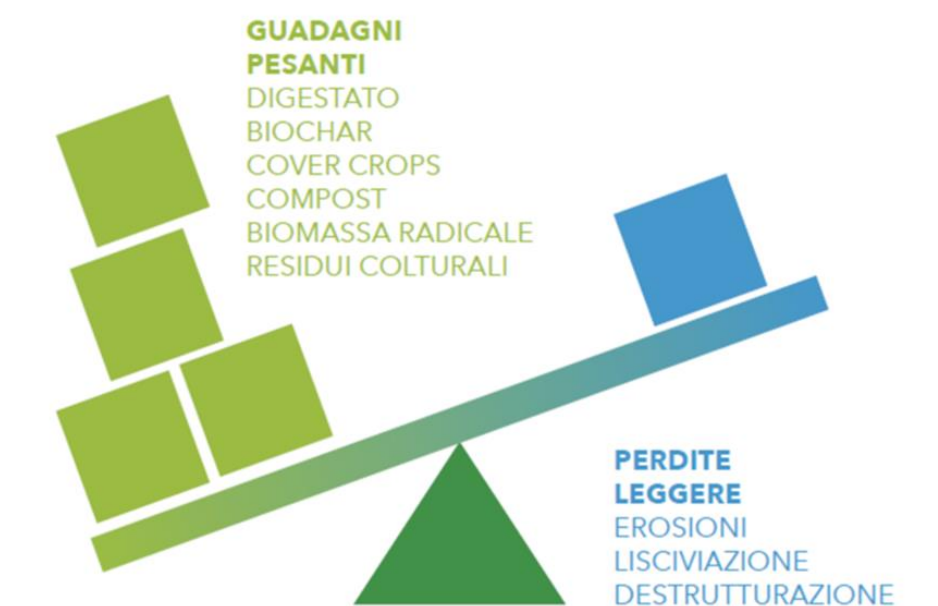 GUADAGNI
PESANTI
DIGESTATO
BIOCHAR
COVER CROPS
COMPOST
BIOMASSA RADICALE
RESIDUI COLTURALI
PERDITE
LEGGERE
EROSIONI
LISCIVIAZIONE
DESTRUTTURAZIONE